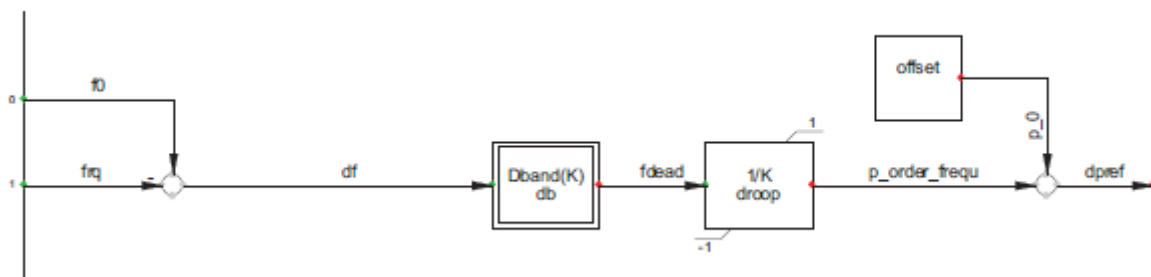 offset
1
f0
0
p_0
frq
-
df
Dband(K)
db
fdead
1/K
droop
p_order_frequ
dpref
1
-1